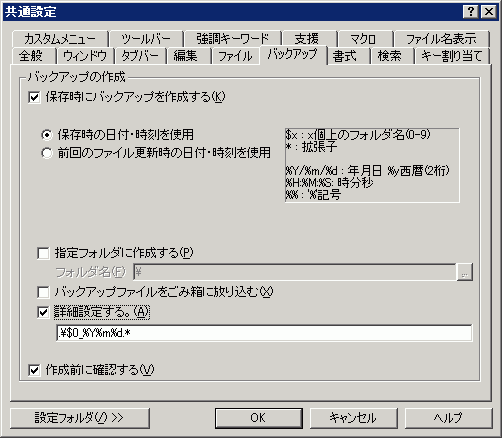 共通設定
カスタムメニュー ツールバー 強調キーワード 支援 マクロ ファイル名表示
全般 ウィンドウ タブバー 編集 ファイル バックアップ 書式 検索 キー割り当て
バックアップの作成
保存時にバックアップを作成する(K)
保存時の日付・時刻を使用
前回のファイル更新時の日付・時刻を使用
$x : x個上のフォルダ名(0-9)
* : 拡張子
%Y/%m/%d : 年月日 %y西暦(2桁)
%H:%M:%S: 時分秒
%% : '%'記号
指定フォルダに作成する(P)
フォルダ名(F) ¥ ...
バックアップファイルをごみ箱に放り込む(X)
詳細設定する。(A)
.¥$0_%Y%m%d.*
作成前に確認する(V)
設定フォルダ(/) >> OK キャンセル ヘルプ